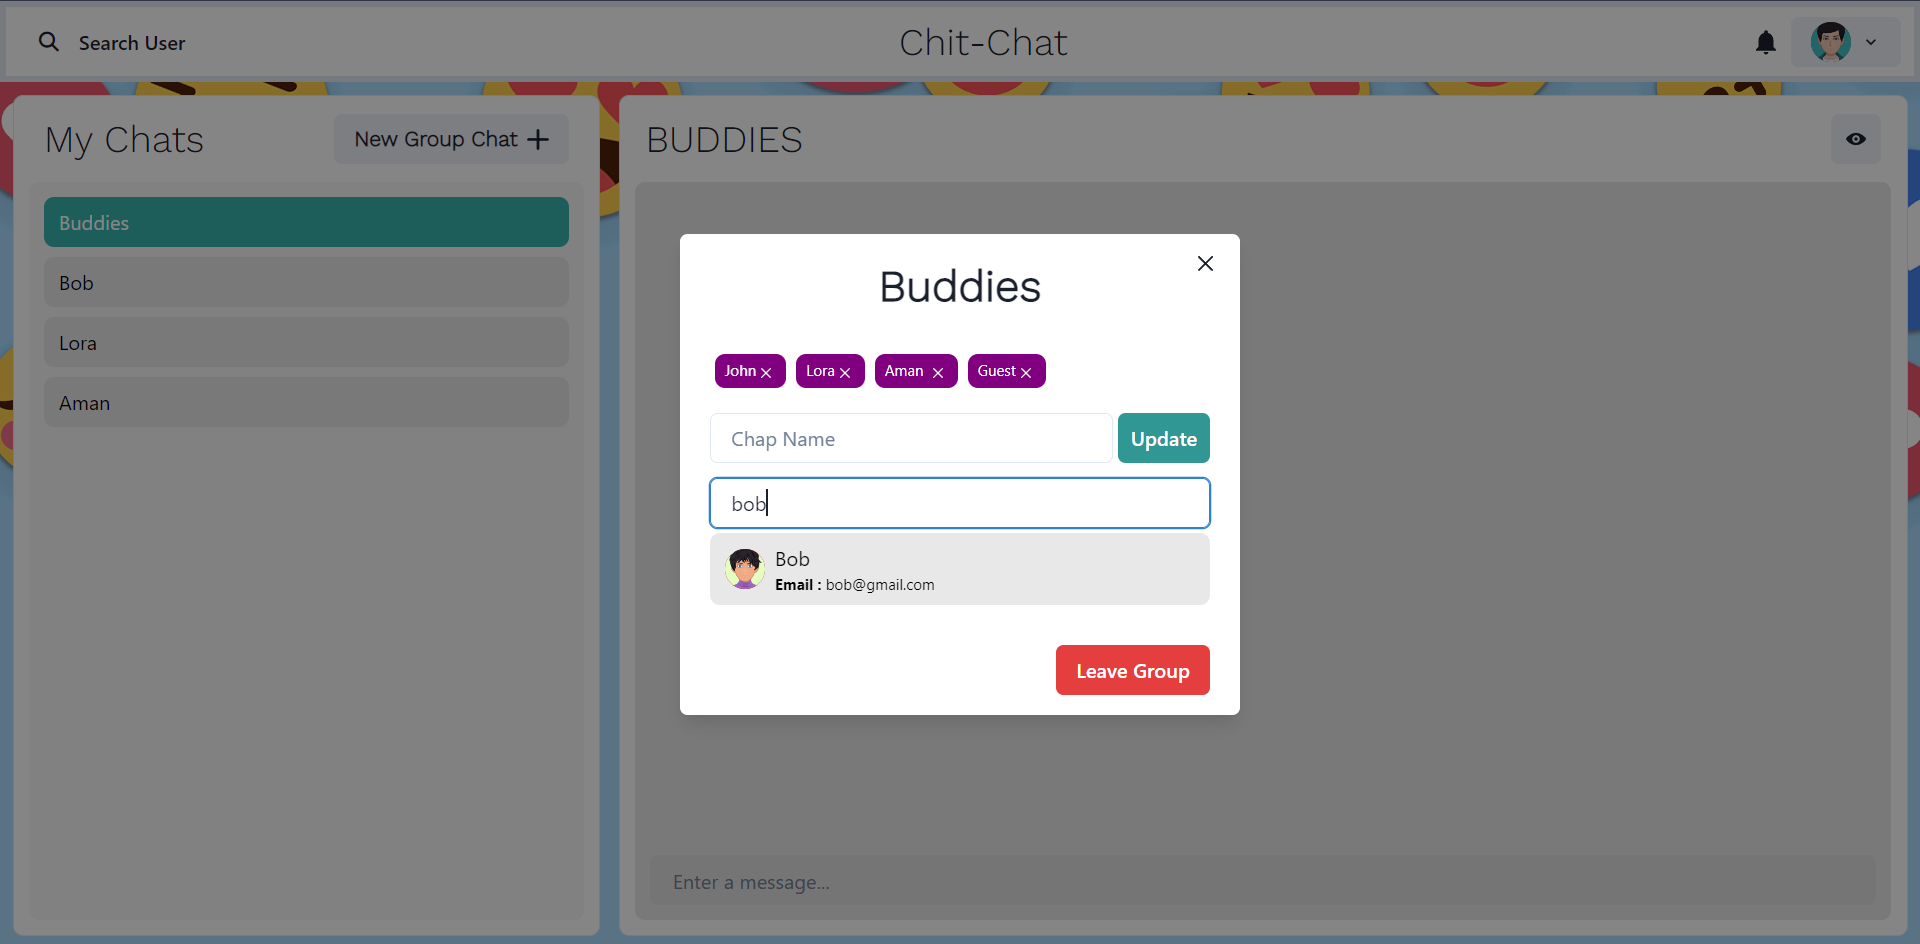 Search User
Chit-Chat
My Chats
New Group Chat
Buddies
Bob
Lora
Aman
BUDDIES
Buddies
John
Lora
Aman
Guest
Chap Name
Update
bob
Bob
Email : bob@gmail.com
Leave Group
Enter a message...